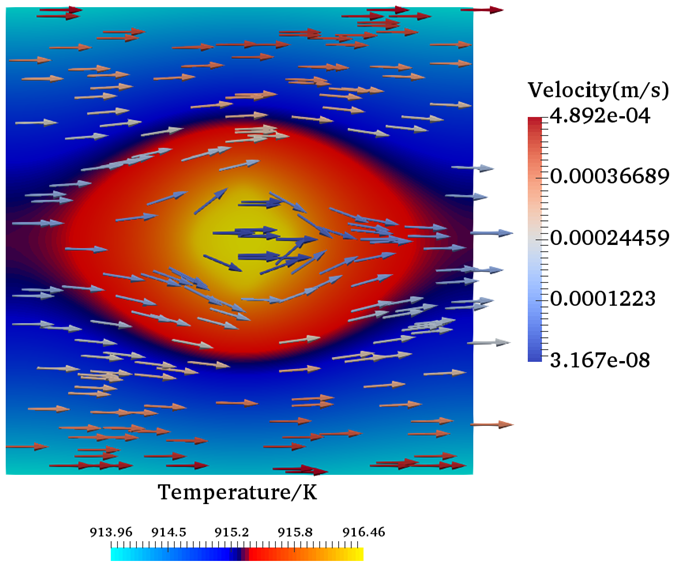 Velocity(m/s)
4.892e-04
0.00036689
0.00024459
0.0001223
3.167e-08
Temperature/K
913.96 914.5 915.2 915.8 916.46